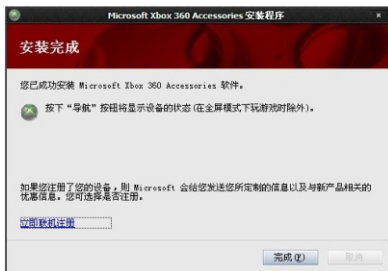 Microsoft Xbox 360 Accessories 安装程序
安装完成
您已成功安装 Microsoft Xbox 360 Accessories 软件。
按下“导航”按钮将显示设备的状态(在全屏模式下玩游戏时除外)。
如果您注册了您的设备，则 Microsoft 会给您发送您所定制的信息以及与新产品相关的
优惠信息。您可选择是否注册。
立即联机注册
完成(F)
取消